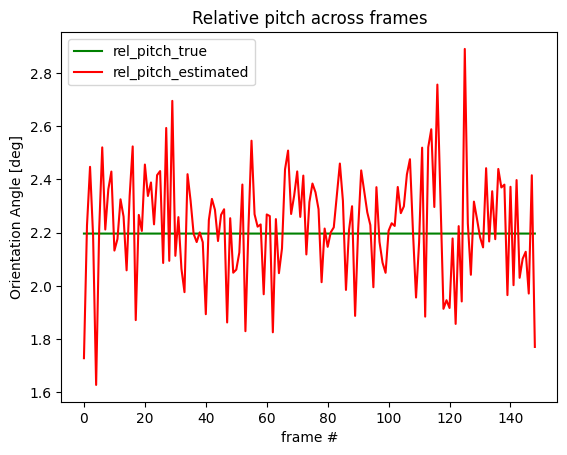 Relative pitch across frames
rel_pitch_true
rel_pitch_estimated
Orientation Angle [deg]
2.8
2.6
2.4
2.2
2.0
1.8
1.6
0 20 40 60 80 100 120 140
frame #